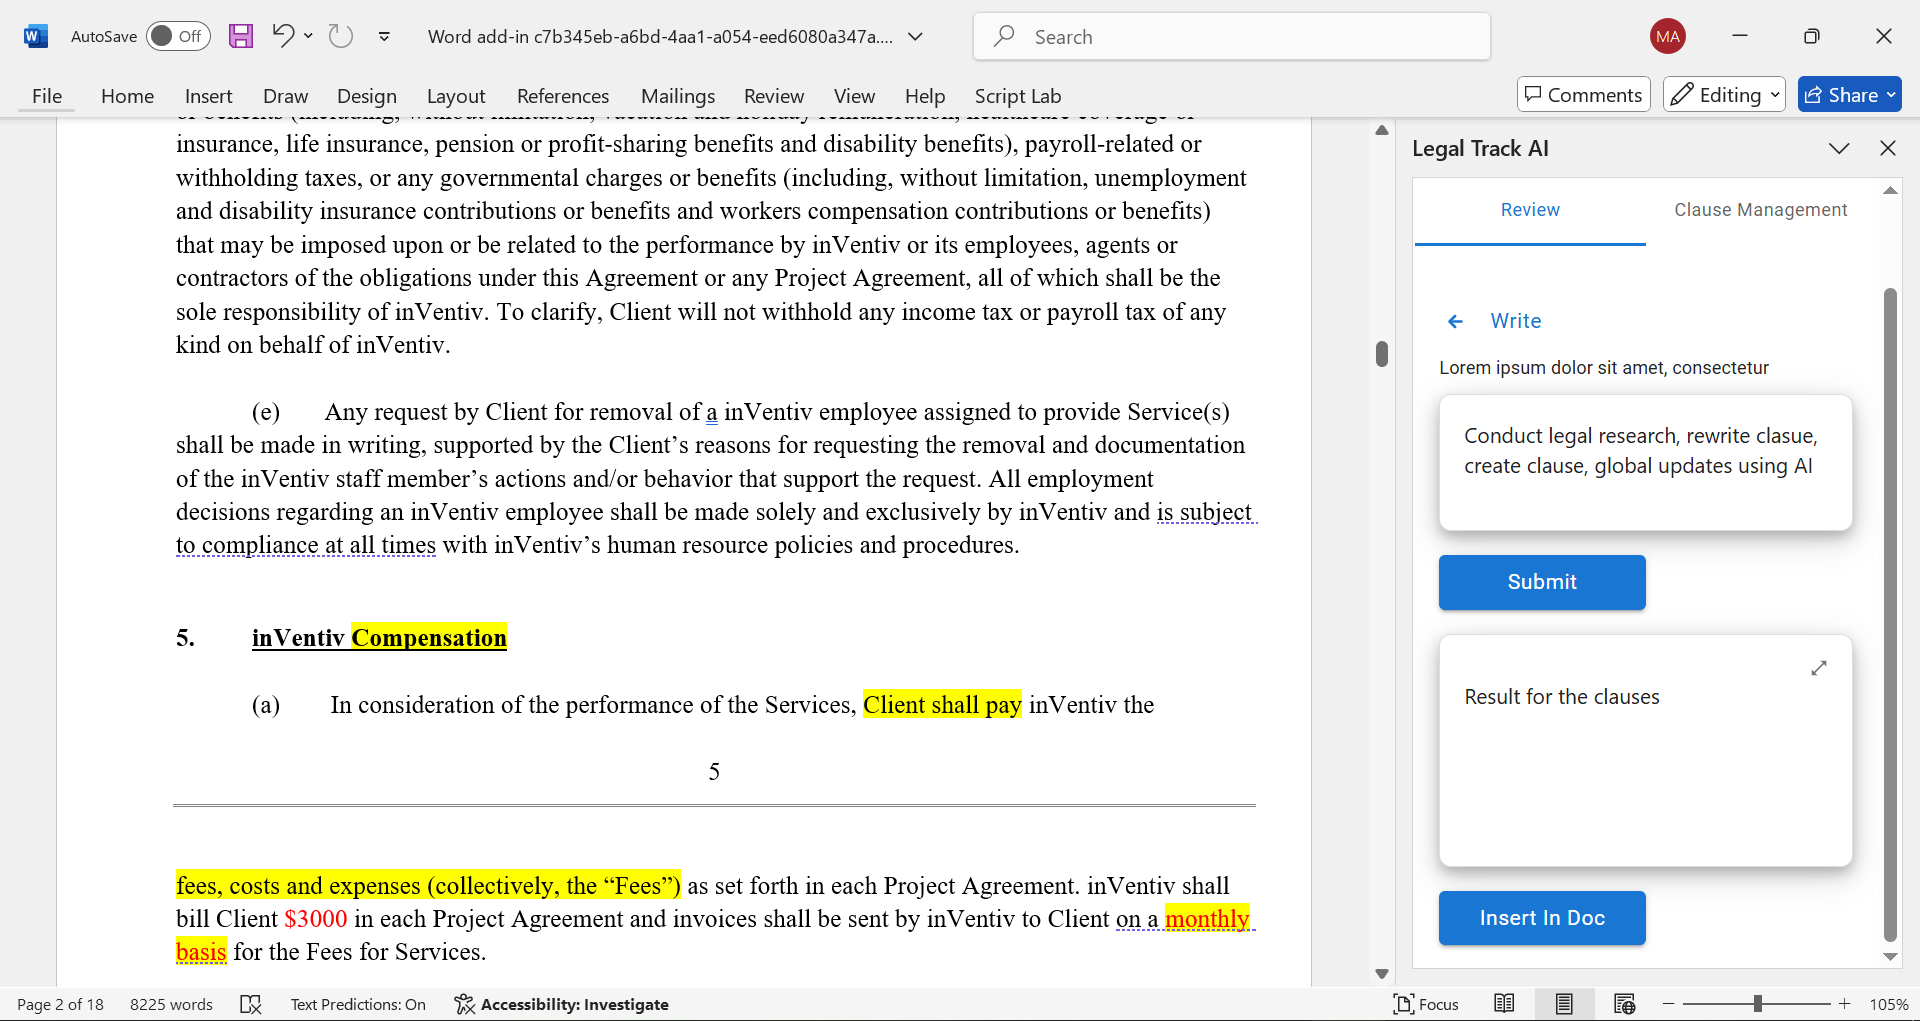 AutoSave Off Word add-in c7b345eb-a6bd-4aa1-a054-eed6080a347a.... Search MA
File Home Insert Draw Design Layout References Mailings Review View Help Script Lab Comments Editing Share
or benefits (including, without limitation, vacation and holiday remuneration, healthcare coverage or
insurance, life insurance, pension or profit-sharing benefits and disability benefits), payroll-related or
withholding taxes, or any governmental charges or benefits (including, without limitation, unemployment
and disability insurance contributions or benefits and workers compensation contributions or benefits)
that may be imposed upon or be related to the performance by inVentiv or its employees, agents or
contractors of the obligations under this Agreement or any Project Agreement, all of which shall be the
sole responsibility of inVentiv. To clarify, Client will not withhold any income tax or payroll tax of any
kind on behalf of inVentiv.
(e) Any request by Client for removal of a inVentiv employee assigned to provide Service(s)
shall be made in writing, supported by the Client’s reasons for requesting the removal and documentation
of the inVentiv staff member’s actions and/or behavior that support the request. All employment
decisions regarding an inVentiv employee shall be made solely and exclusively by inVentiv and is subject
to compliance at all times with inVentiv’s human resource policies and procedures.
5. inVentiv Compensation
(a) In consideration of the performance of the Services, Client shall pay inVentiv the
5
fees, costs and expenses (collectively, the “Fees”) as set forth in each Project Agreement. inVentiv shall
bill Client $3000 in each Project Agreement and invoices shall be sent by inVentiv to Client on a monthly
basis for the Fees for Services.
Legal Track AI
Review Clause Management
Write
Lorem ipsum dolor sit amet, consectetur
Conduct legal research, rewrite clasue,
create clause, global updates using AI
Submit
Result for the clauses
Insert In Doc
Page 2 of 18 8225 words Text Predictions: On Accessibility: Investigate Focus 105%